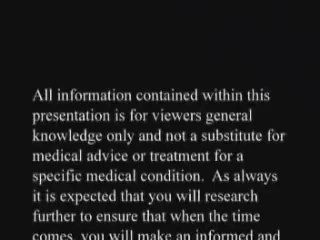 All information contained within this
presentation is for viewers general
knowledge only and not a substitute for
medical advice or treatment for a
specific medical condition.  As always
it is expected that you will research
further to ensure that when the time
comes, you will make an informed and